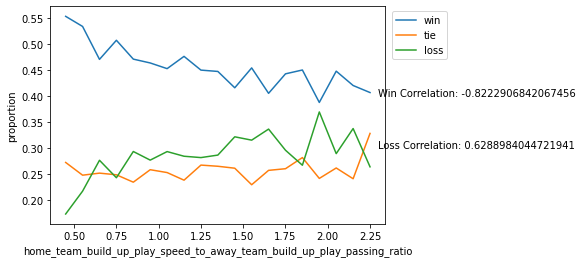 0.55
0.50
0.45
0.40
0.35
0.30
0.25
0.20
proportion
0.50 0.75 1.00 1.25 1.50 1.75 2.00 2.25
home_team_build_up_play_speed_to_away_team_build_up_play_passing_ratio
win
tie
loss
Win Correlation: -0.8222906842067456
Loss Correlation: 0.6288984044721941